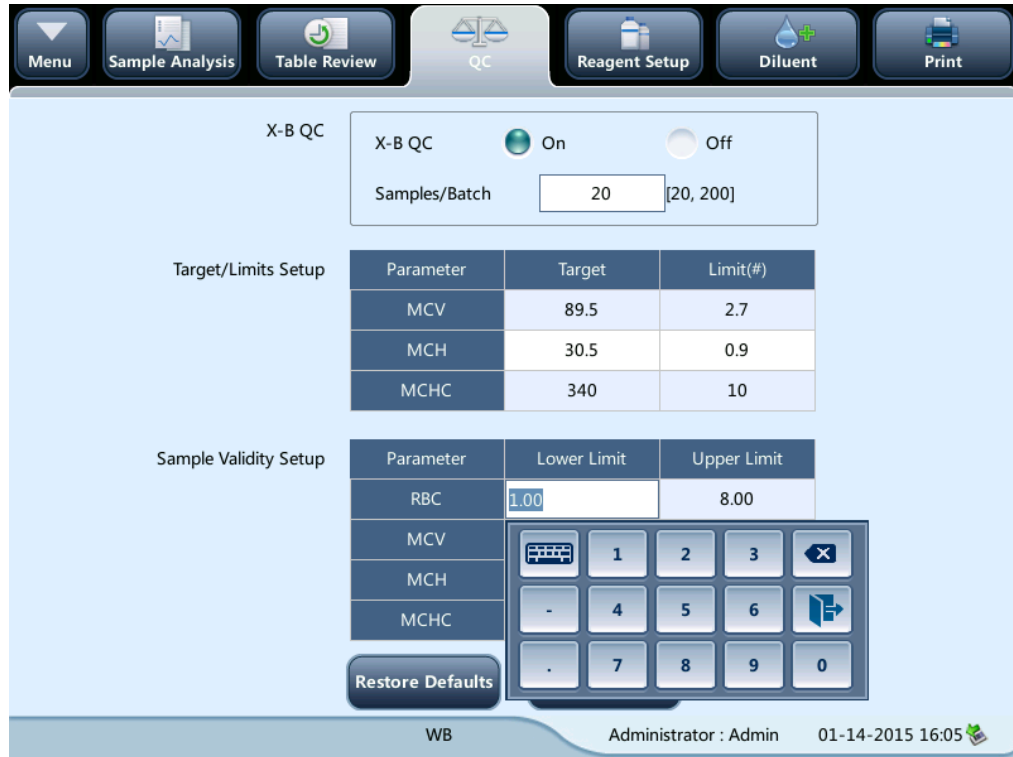 Menu Sample Analysis Table Review QC Reagent Setup Diluent Print
X-B QC
X-B QC On Off
Samples/Batch 20 [20, 200]
Target/Limits Setup
Parameter Target Limit(#)
MCV 89.5 2.7
MCH 30.5 0.9
MCHC 340 10
Sample Validity Setup
Parameter Lower Limit Upper Limit
RBC 1.00 8.00
MCV
MCH
MCHC
1 2 3
- 4 5 6
. 7 8 9 0
Restore Defaults
WB Administrator : Admin 01-14-2015 16:05